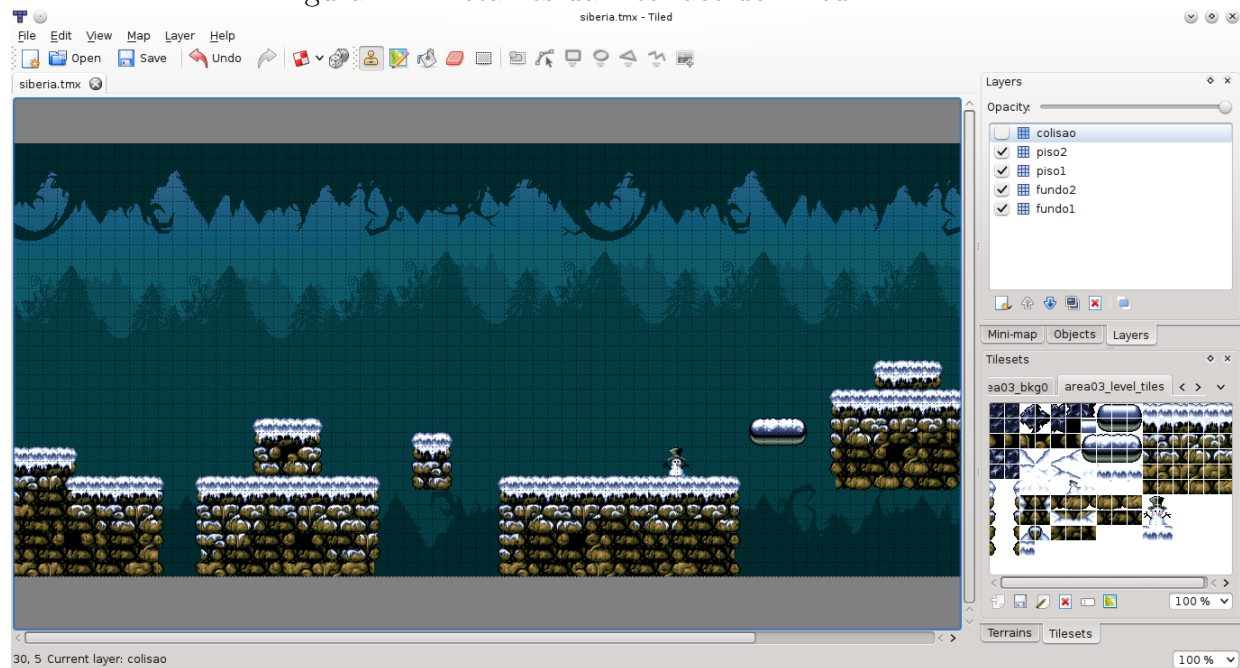 siberia.tmx - Tiled
File Edit View Map Layer Help
Open Save Undo
siberia.tmx
Layers
Opacity:
colisao
piso2
piso1
fundo2
fundo1
Mini-map Objects Layers
Tilesets
ea03_bkg0 area03_level_tiles
100 %
Terrains Tilesets
30, 5 Current layer: colisao
100 %